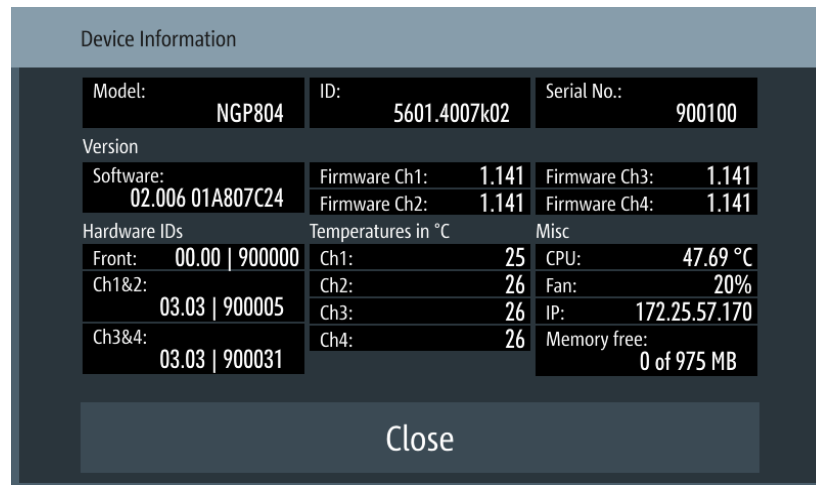 Device Information
Model: ID: Serial No.:
NGP804 5601.4007k02 900100
Version
Software: Firmware Ch1: 1.141 Firmware Ch3: 1.141
02.006 01A807C24 Firmware Ch2: 1.141 Firmware Ch4: 1.141
Hardware IDs Temperatures in °C Misc
Front: 00.00 | 900000 Ch1: 25 CPU: 47.69 °C
Ch1&2: Ch2: 26 Fan: 20%
03.03 | 900005 Ch3: 26 IP: 172.25.57.170
Ch3&4: Ch4: 26 Memory free:
03.03 | 900031 0 of 975 MB
Close